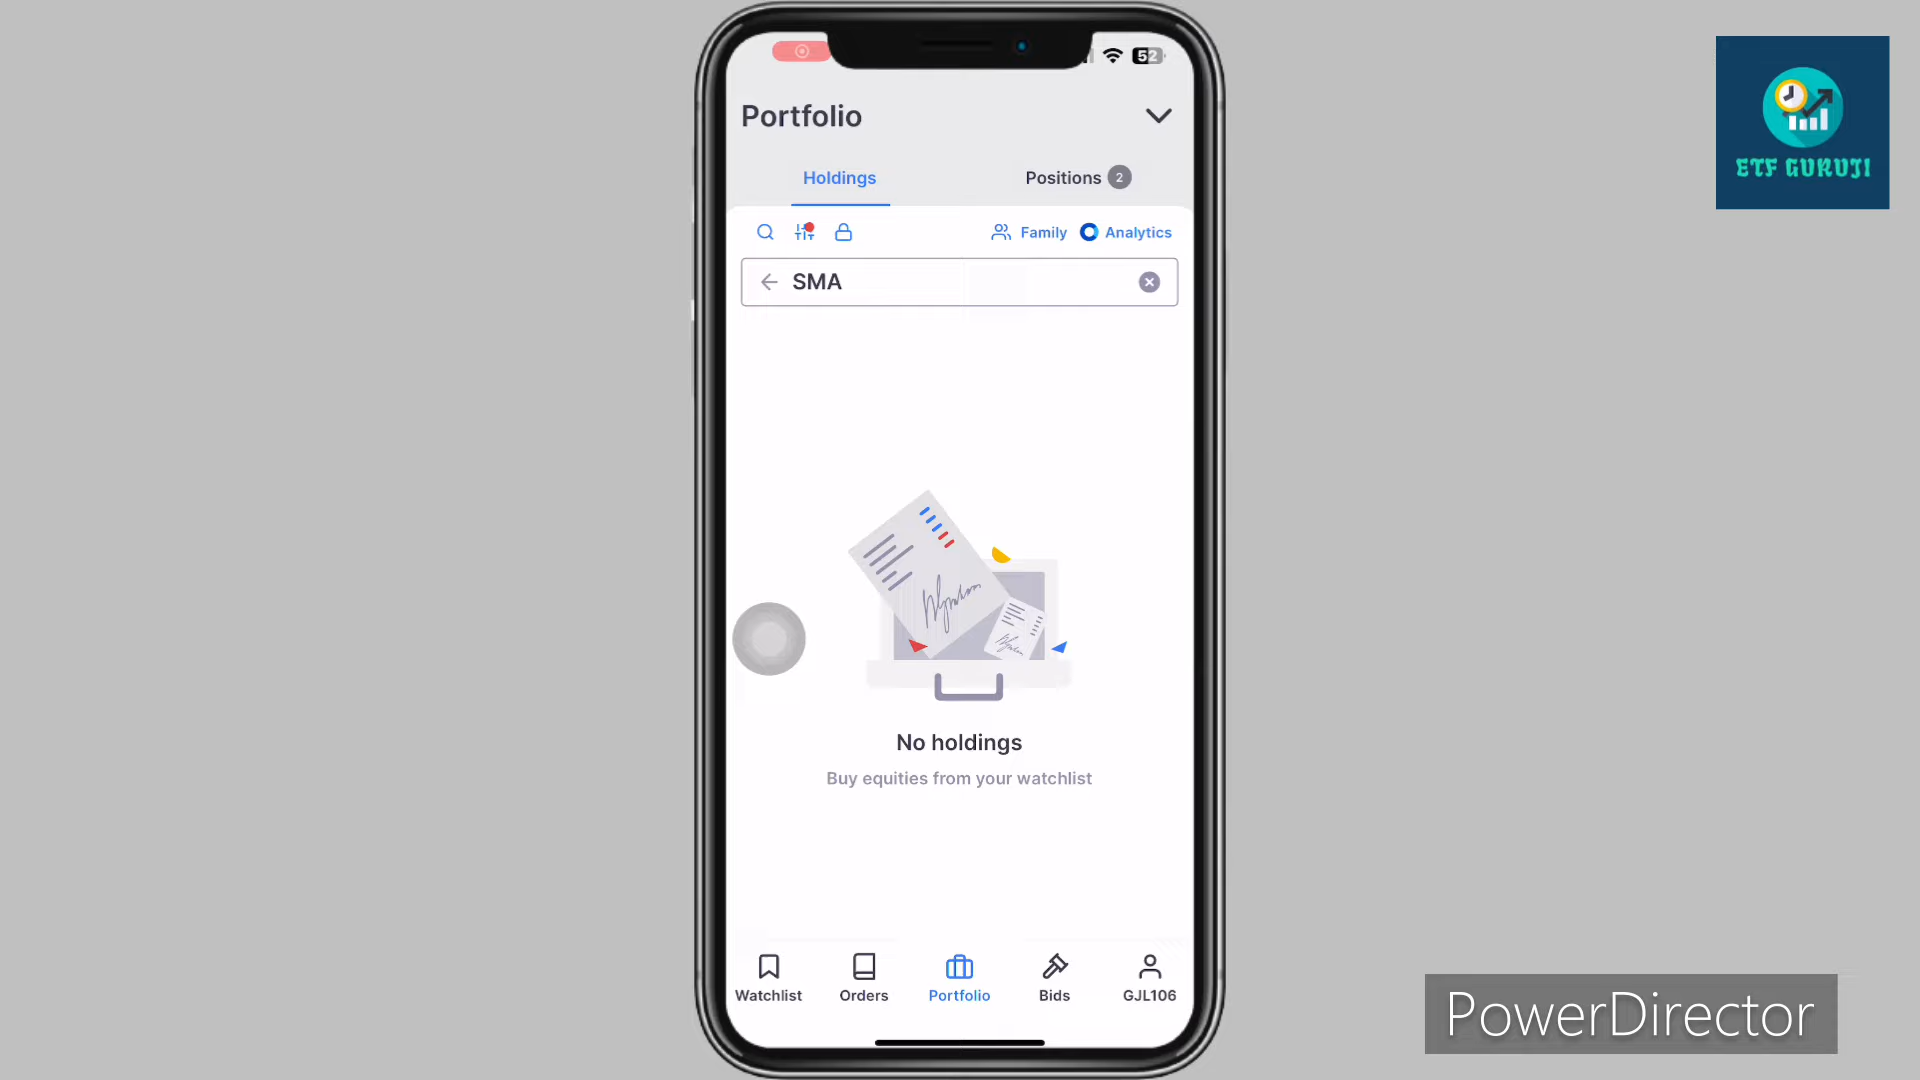 52
Portfolio
Holdings
Positions 2
Family
Analytics
SMA
No holdings
Buy equities from your watchlist
Watchlist
Orders
Portfolio
Bids
GJL106
ETF GURUJI
PowerDirector